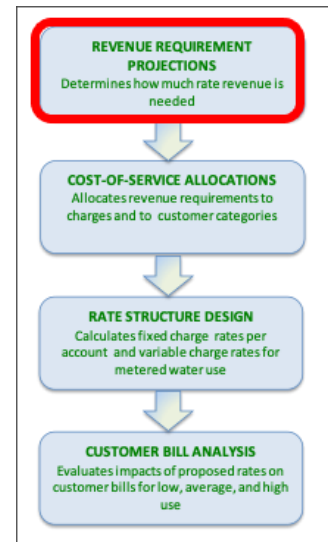 REVENUE REQUIREMENT
PROJECTIONS
Determines how much rate revenue is
needed
COST-OF-SERVICE ALLOCATIONS
Allocates revenue requirements to
charges and to customer categories
RATE STRUCTURE DESIGN
Calculates fixed charge rates per
account and variable charge rates for
metered water use
CUSTOMER BILL ANALYSIS
Evaluates impacts of proposed rates on
customer bills for low, average, and high
use